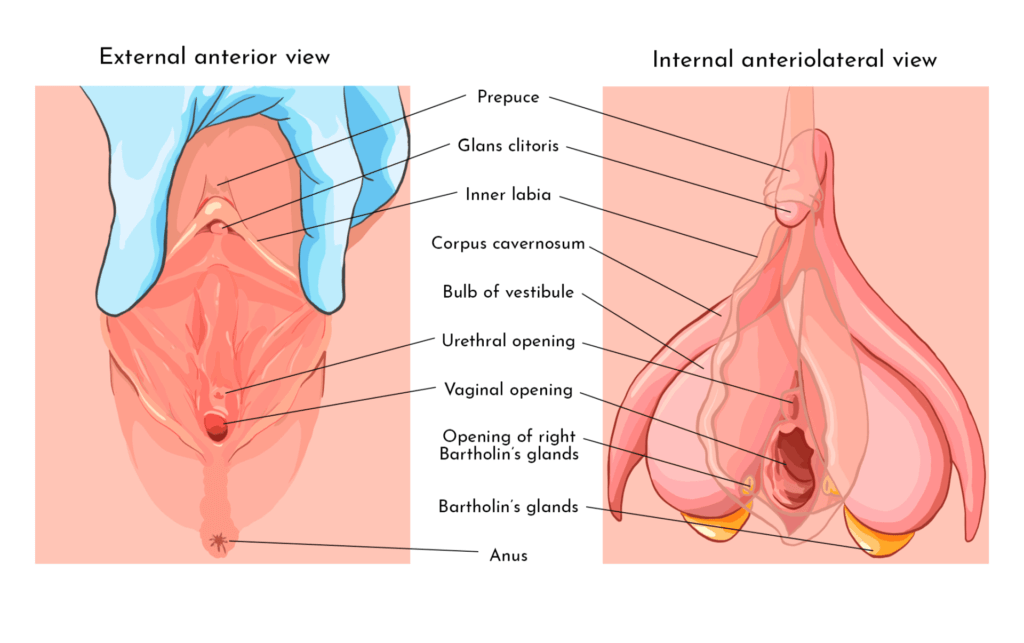 External anterior view
Internal anteriolateral view
Prepuce
Glans clitoris
Inner labia
Corpus cavernosum
Bulb of vestibule
Urethral opening
Vaginal opening
Opening of right
Bartholin's glands
Bartholin's glands
Anus